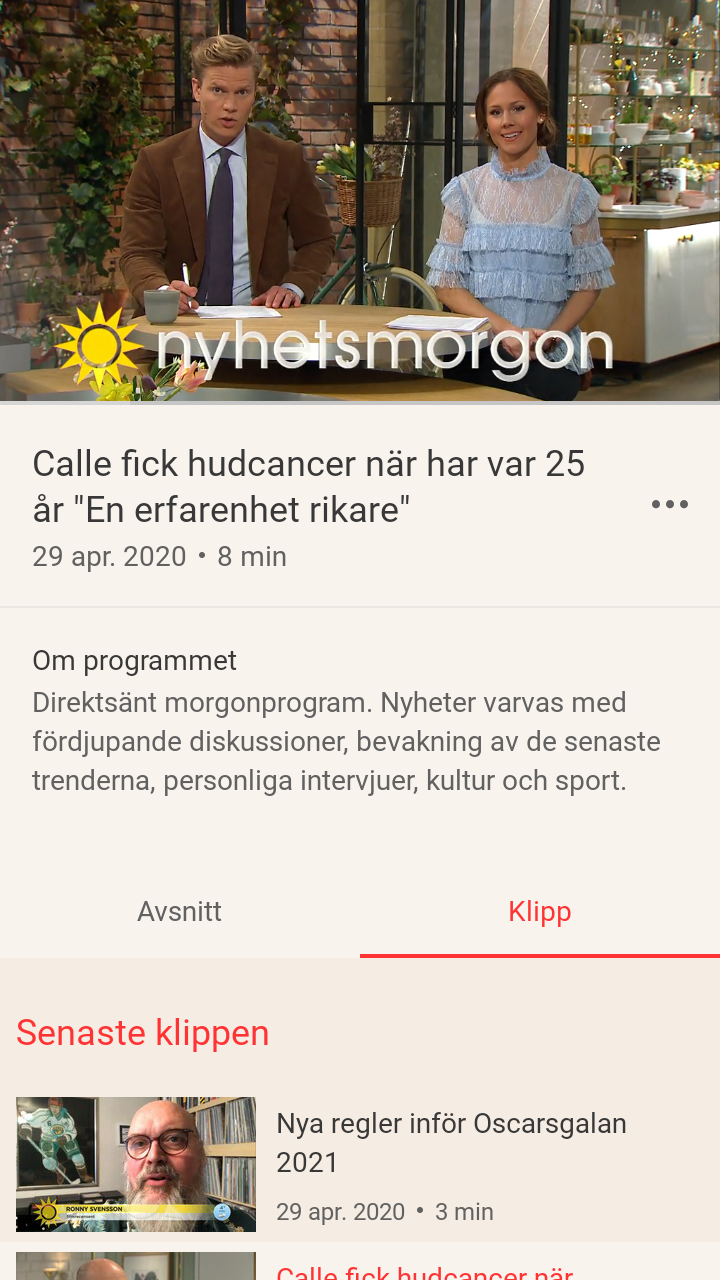 nyhetsmorgon
Calle fick hudcancer när har var 25
år "En erfarenhet rikare"
29 apr. 2020 • 8 min
Om programmet
Direktsänt morgonprogram. Nyheter varvas med
fördjupande diskussioner, bevakning av de senaste
trenderna, personliga intervjuer, kultur och sport.
Avsnitt
Klipp
Senaste klippen
RONNY SVENSSON
Nya regler inför Oscarsgalan
2021
29 apr. 2020 • 3 min
Calle fick hudcancer när